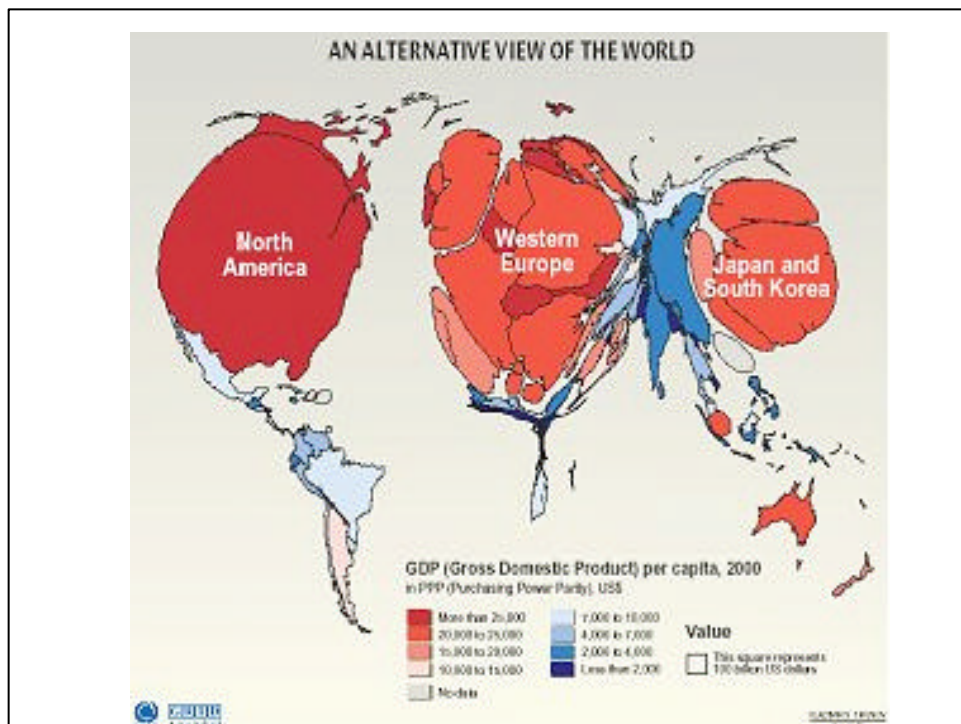 AN ALTERNATIVE VIEW OF THE WORLD
North
America
Western
Europe
Japan and
South Korea
GDP (Gross Domestic Product) per capita, 2000
in PPP (Purchasing Power Parity), US$
More than 25,000
20,000 to 25,000
15,000 to 20,000
10,000 to 15,000
No data
7,000 to 10,000
4,000 to 7,000
2,000 to 4,000
Less than 2,000
Value
This square represents
100 billion US dollars